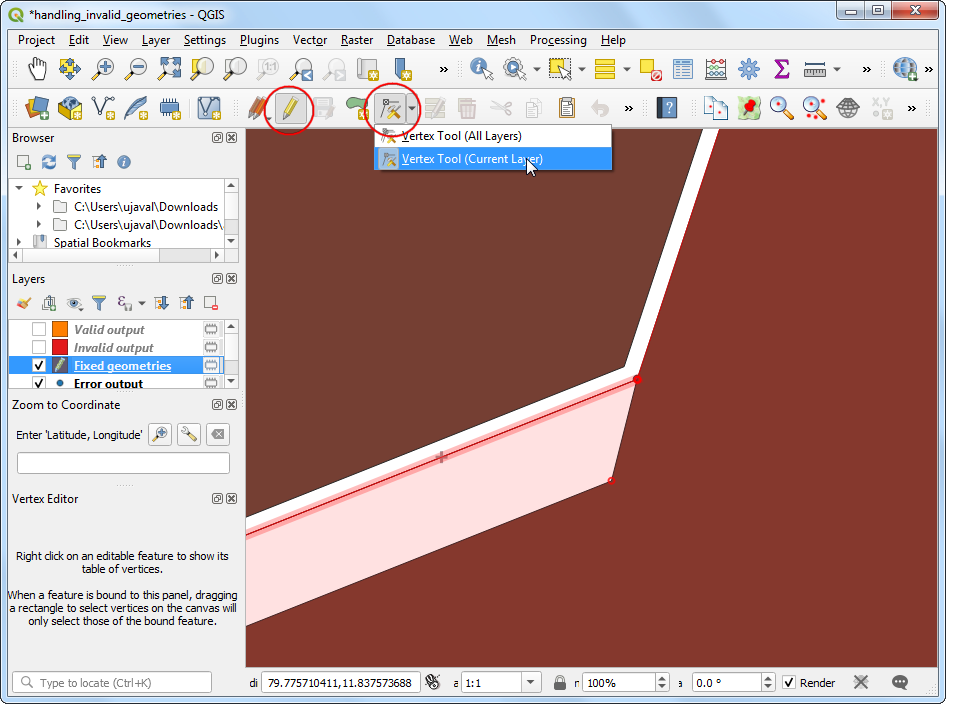 *handling_invalid_geometries - QGIS
Project Edit View Layer Settings Plugins Vector Raster Database Web Mesh Processing Help
1:1
»
»
»
»
?
X,Y
»
Browser
Vertex Tool (All Layers)
Vertex Tool (Current Layer)
Favorites
C:\Users\ujaval\Downloads
C:\Users\ujaval\Downloads\
Spatial Bookmarks
Layers
Valid output
Invalid output
Fixed geometries
Error output
Zoom to Coordinate
Enter 'Latitude, Longitude'
Vertex Editor
Right click on an editable feature to show its
table of vertices.
When a feature is bound to this panel, dragging
a rectangle to select vertices on the canvas will
only select those of the bound feature.
Type to locate (Ctrl+K)
di 79.775710411,11.837573688 a 1:1 100% a 0.0 ° Render